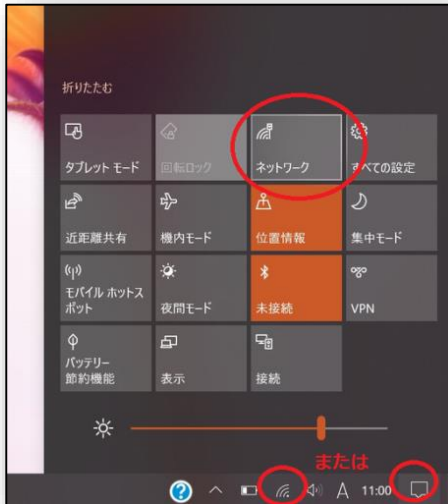 折りたたむ
タブレット モード
回転ロック
ネットワーク
すべての設定
近距離共有
機内モード
位置情報
集中モード
モバイル ホットス
ポット
夜間モード
未接続
VPN
バッテリー
節約機能
表示
接続
または
A 11:00